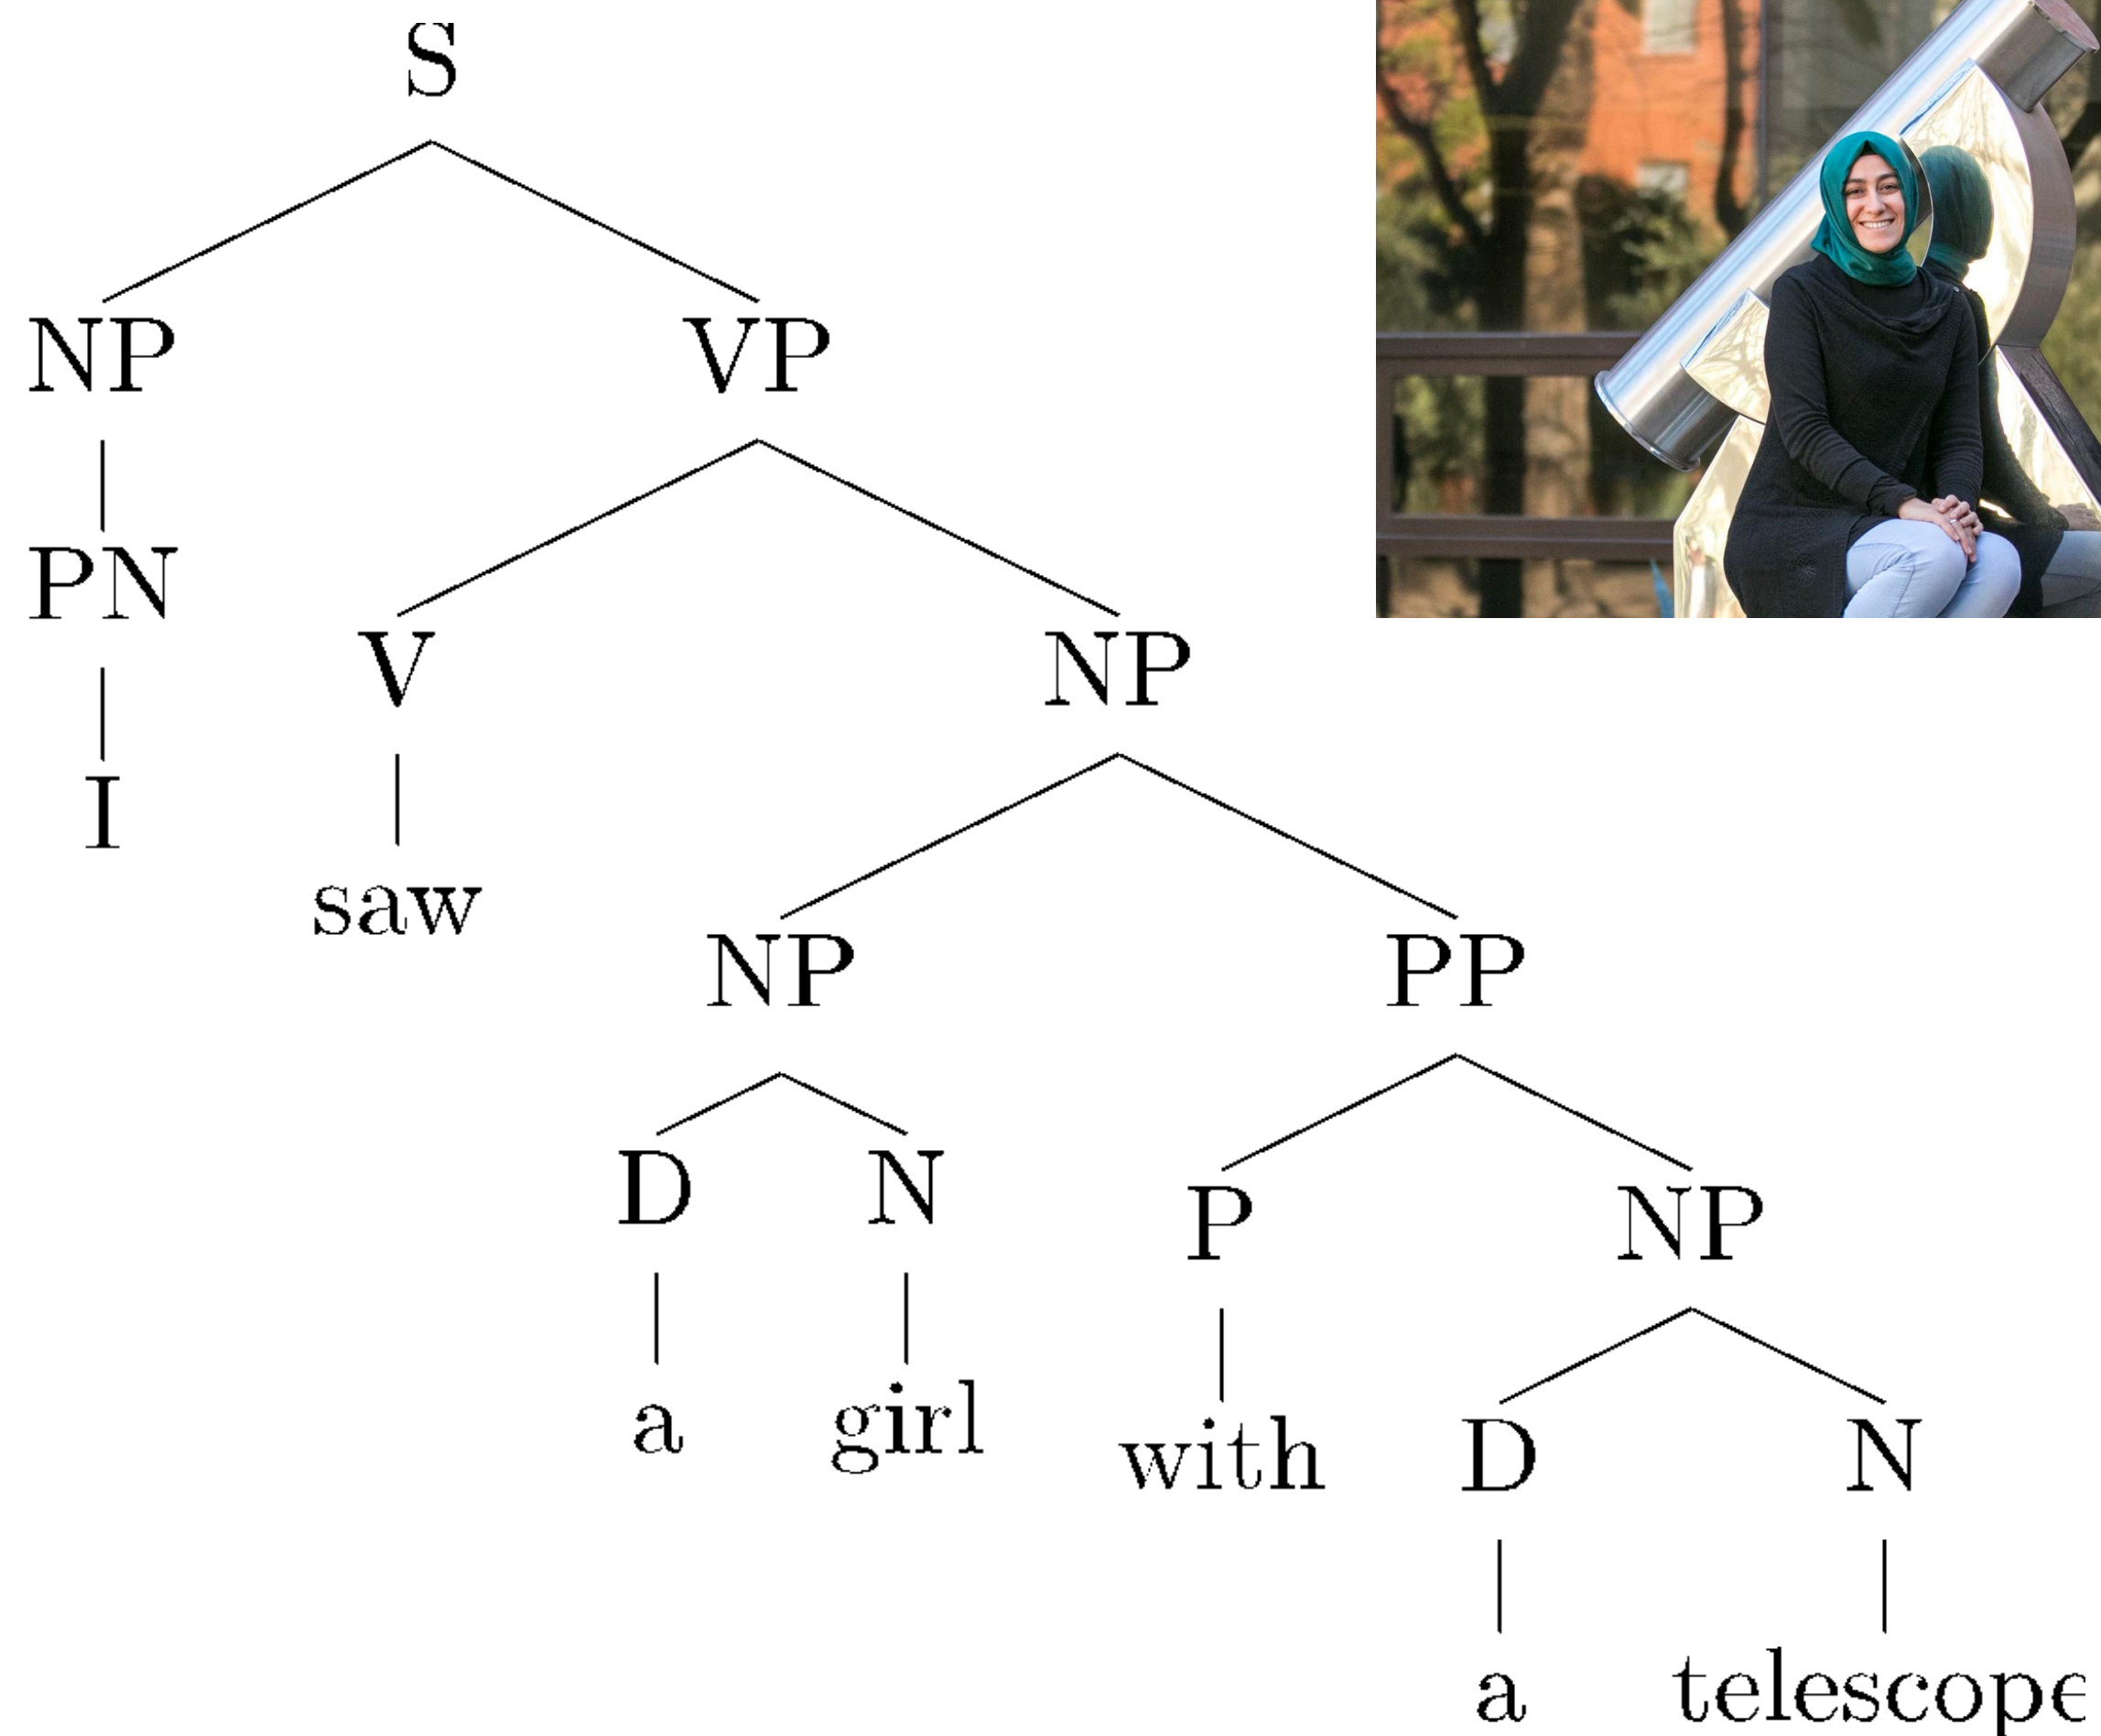 S
NP VP
PN
V NP
I
saw
NP PP
D N
P NP
a girl
with D N
a telescope